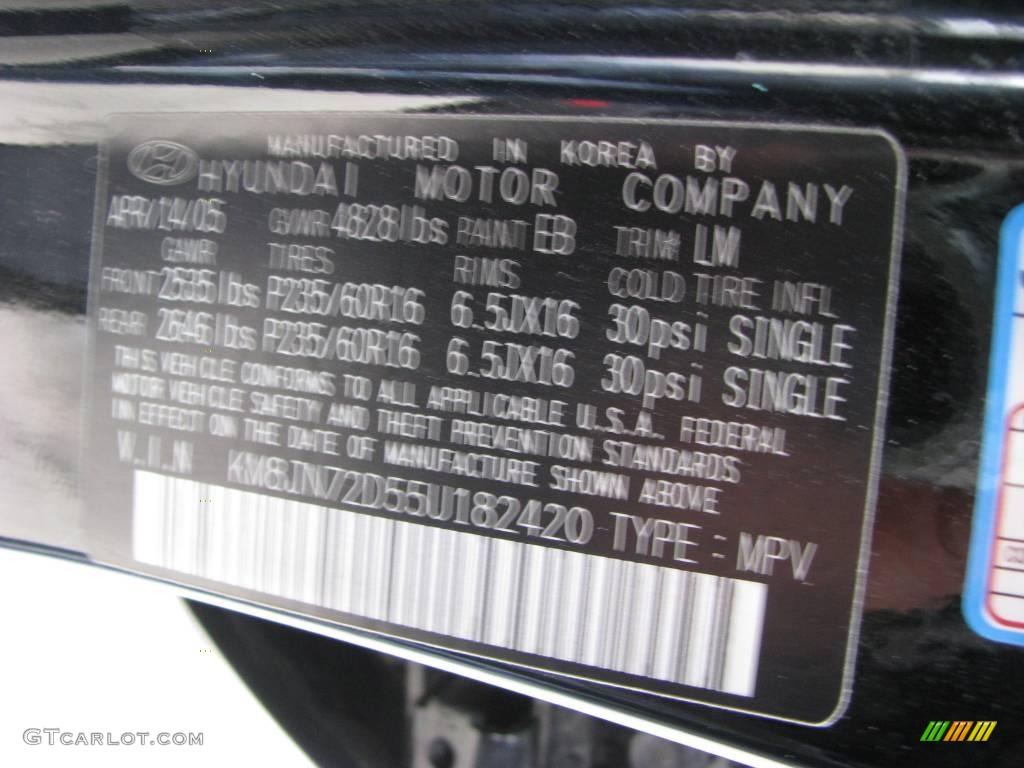 MANUFACTURED IN KOREA BY
HYUNDAI MOTOR COMPANY
APR/14/05 GVWR 4828lbs PAINT EB TRIM# LM
GAWR TIRES RIMS COLD TIRE INFL
FRONT 2535lbs P235/60R16 6.5JX16 30psi SINGLE
REAR 2646lbs P235/60R16 6.5JX16 30psi SINGLE
THIS VEHICLE CONFORMS TO ALL APPLICABLE U.S.A. FEDERAL
MOTOR VEHICLE SAFETY AND THEFT PREVENTION STANDARDS
IN EFFECT ON THE DATE OF MANUFACTURE SHOWN ABOVE
V.I.N KM8JN72D55U182420 TYPE : MPV
GTCarlot.com